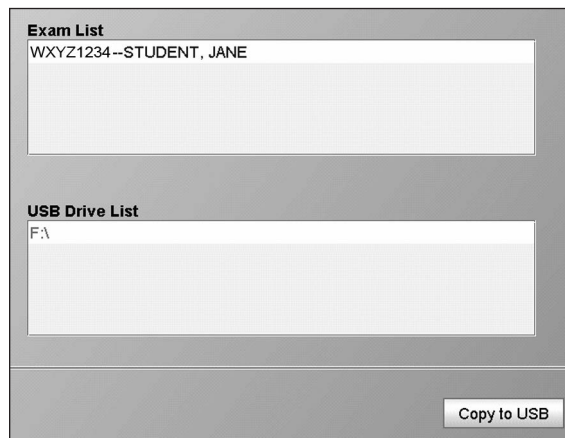 Exam List
WXYZ1234--STUDENT, JANE
USB Drive List
F:\
Copy to USB